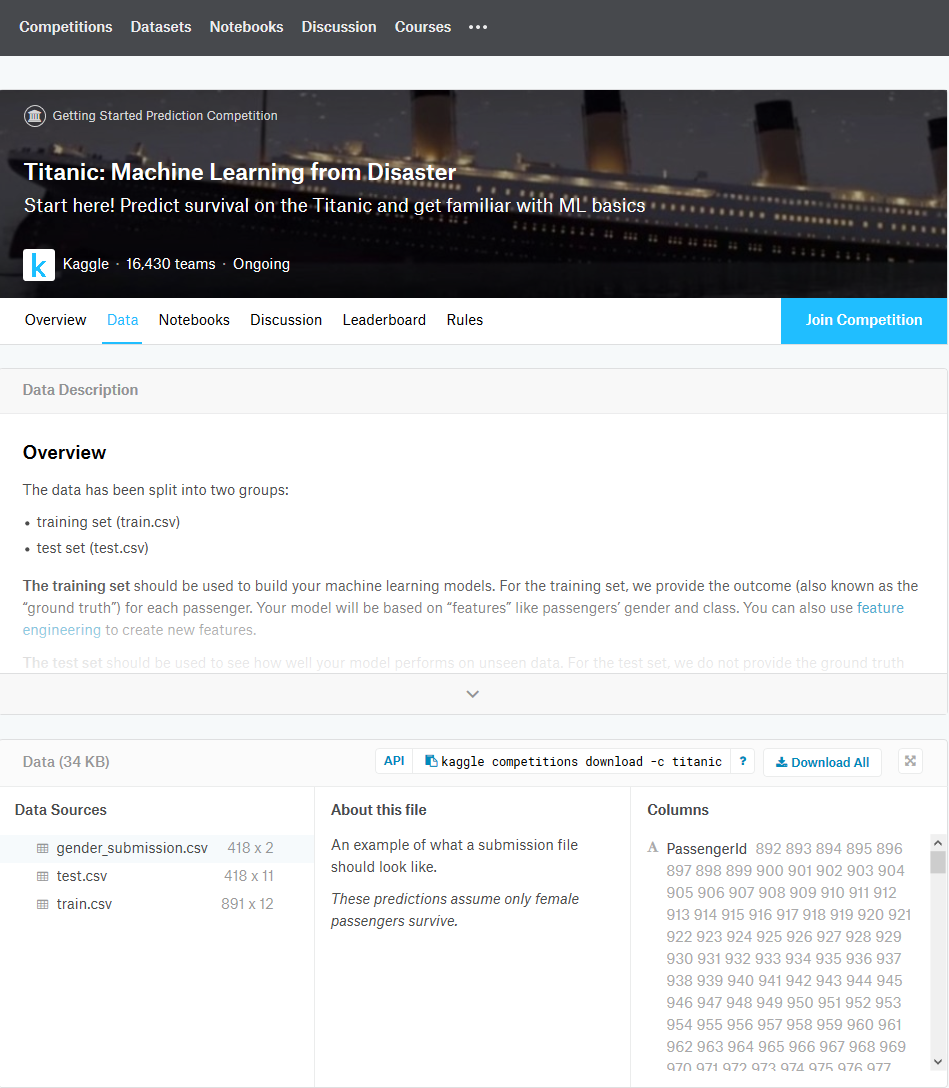 Competitions Datasets Notebooks Discussion Courses •••
Getting Started Prediction Competition
Titanic: Machine Learning from Disaster
Start here! Predict survival on the Titanic and get familiar with ML basics
k Kaggle · 16,430 teams · Ongoing
Overview Data Notebooks Discussion Leaderboard Rules Join Competition
Data Description
Overview
The data has been split into two groups:
• training set (train.csv)
• test set (test.csv)
The training set should be used to build your machine learning models. For the training set, we provide the outcome (also known as the
“ground truth”) for each passenger. Your model will be based on “features” like passengers’ gender and class. You can also use feature
engineering to create new features.
The test set should be used to see how well your model performs on unseen data. For the test set, we do not provide the ground truth
Data (34 KB) API kaggle competitions download -c titanic ? Download All
Data Sources
gender_submission.csv 418 x 2
test.csv 418 x 11
train.csv 891 x 12
About this file
An example of what a submission file
should look like.
These predictions assume only female
passengers survive.
Columns
A PassengerId 892 893 894 895 896
897 898 899 900 901 902 903 904
905 906 907 908 909 910 911 912
913 914 915 916 917 918 919 920 921
922 923 924 925 926 927 928 929
930 931 932 933 934 935 936 937
938 939 940 941 942 943 944 945
946 947 948 949 950 951 952 953
954 955 956 957 958 959 960 961
962 963 964 965 966 967 968 969
970 971 972 973 974 975 976 977